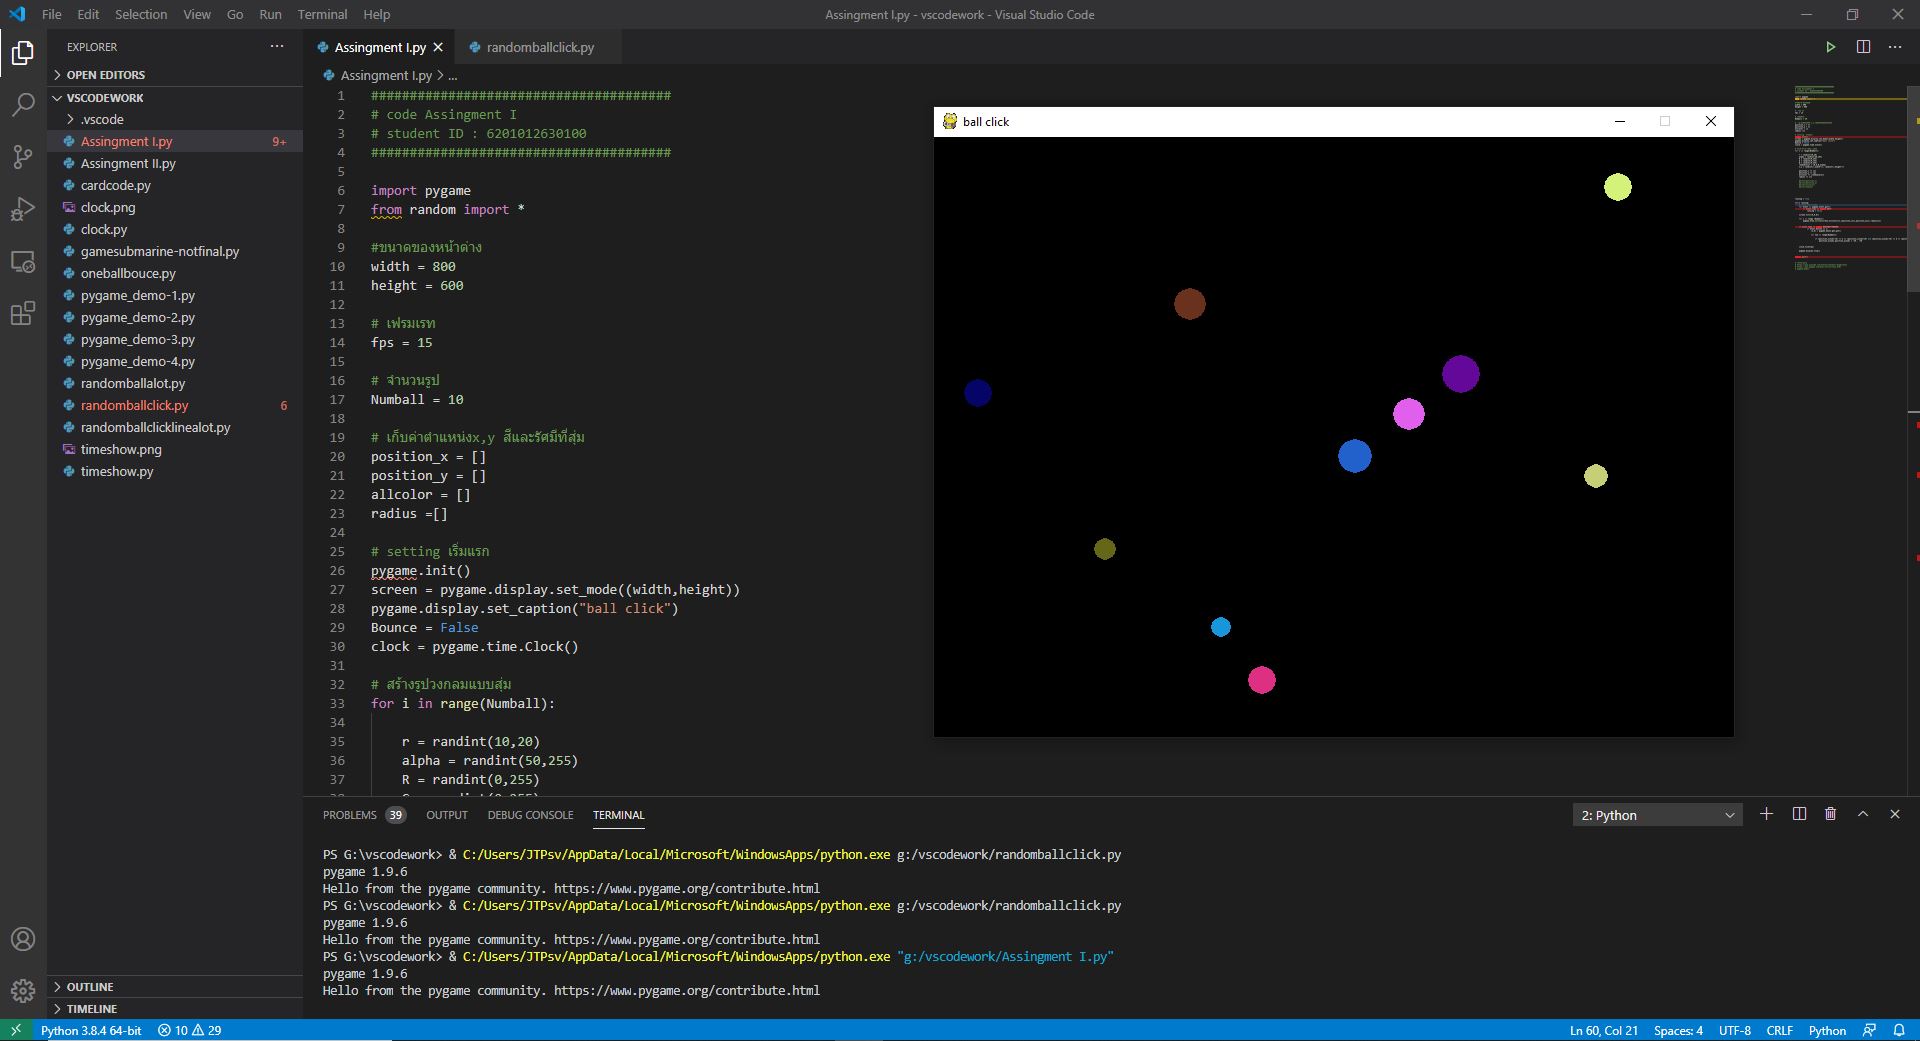 File Edit Selection View Go Run Terminal Help
Assingment I.py - vscodework - Visual Studio Code
EXPLORER
OPEN EDITORS
VSCODEWORK
.vscode
Assingment I.py 9+
Assingment II.py
cardcode.py
clock.png
clock.py
gamesubmarine-notfinal.py
oneballbouce.py
pygame_demo-1.py
pygame_demo-2.py
pygame_demo-3.py
pygame_demo-4.py
randomballalot.py
randomballclick.py 6
randomballclicklinealot.py
timeshow.png
timeshow.py
OUTLINE
TIMELINE
Assingment I.py
randomballclick.py
Assingment I.py > ...
1 #######################################
2 # code Assingment I
3 # student ID : 6201012630100
4 #######################################
5
6 import pygame
7 from random import *
8
9 #ขนาดของหน้าต่าง
10 width = 800
11 height = 600
12
13 # เฟรมเรท
14 fps = 15
15
16 # จำนวนรูป
17 Numball = 10
18
19 # เก็บค่าตำแหน่งx,y สีและรัศมีที่สุ่ม
20 position_x = []
21 position_y = []
22 allcolor = []
23 radius =[]
24
25 # setting เริ่มแรก
26 pygame.init()
27 screen = pygame.display.set_mode((width,height))
28 pygame.display.set_caption("ball click")
29 Bounce = False
30 clock = pygame.time.Clock()
31
32 # สร้างรูปวงกลมแบบสุ่ม
33 for i in range(Numball):
34
35 r = randint(10,20)
36 alpha = randint(50,255)
37 R = randint(0,255)
ball click
PROBLEMS 39 OUTPUT DEBUG CONSOLE TERMINAL
2: Python
PS G:\vscodework> & C:/Users/JTPsv/AppData/Local/Microsoft/WindowsApps/python.exe g:/vscodework/randomballclick.py
pygame 1.9.6
Hello from the pygame community. https://www.pygame.org/contribute.html
PS G:\vscodework> & C:/Users/JTPsv/AppData/Local/Microsoft/WindowsApps/python.exe g:/vscodework/randomballclick.py
pygame 1.9.6
Hello from the pygame community. https://www.pygame.org/contribute.html
PS G:\vscodework> & C:/Users/JTPsv/AppData/Local/Microsoft/WindowsApps/python.exe "g:/vscodework/Assingment I.py"
pygame 1.9.6
Hello from the pygame community. https://www.pygame.org/contribute.html
Python 3.8.4 64-bit 10 29
Ln 60, Col 21 Spaces: 4 UTF-8 CRLF Python